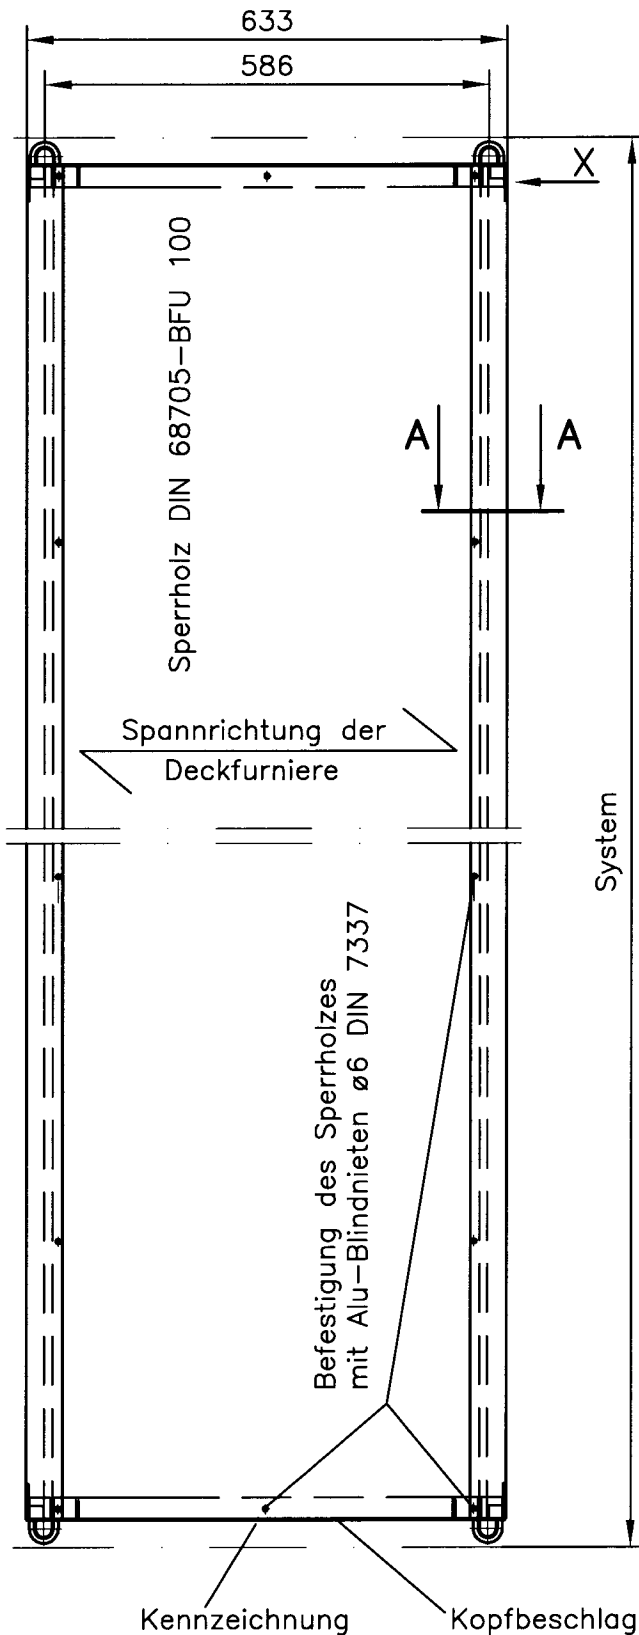 633
586
X
Sperrholz DIN 68705-BFU 100
A A
Spannrichtung der
Deckfurniere
System
Befestigung des Sperrholzes
mit Alu-Blindnieten ø6 DIN 7337
Kennzeichnung
Kopfbeschlag